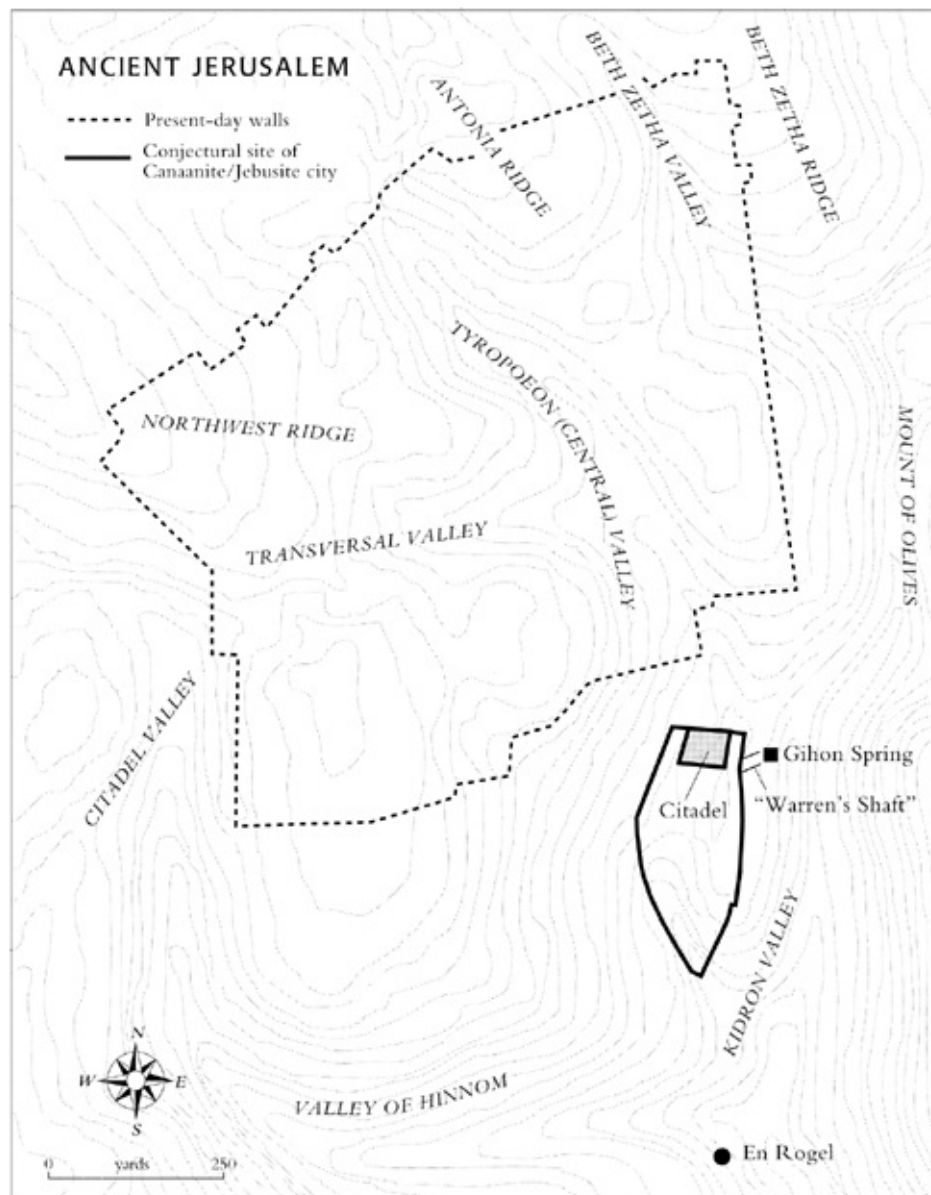 ANCIENT JERUSALEM
Present-day walls
Conjectural site of
Canaanite/Jebusite city
ANTONIA RIDGE
BETH ZETHA VALLEY
BETH ZETHA RIDGE
TYROPOEON (CENTRAL) VALLEY
NORTHWEST RIDGE
MOUNT OF OLIVES
TRANSVERSAL VALLEY
CITADEL VALLEY
Gihon Spring
Citadel
"Warren's Shaft"
KIDRON VALLEY
N
W
E
S
VALLEY OF HINNOM
0 yards 250
En Rogel